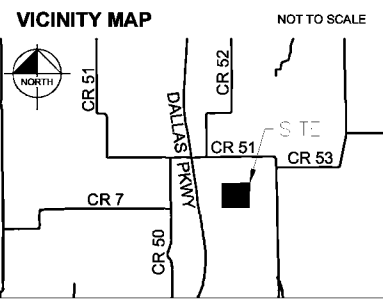 VICINITY MAP
NOT TO SCALE
NORTH
CR 51
CR 52
DALLAS PKWY
SITE
CR 51
CR 53
CR 7
CR 50